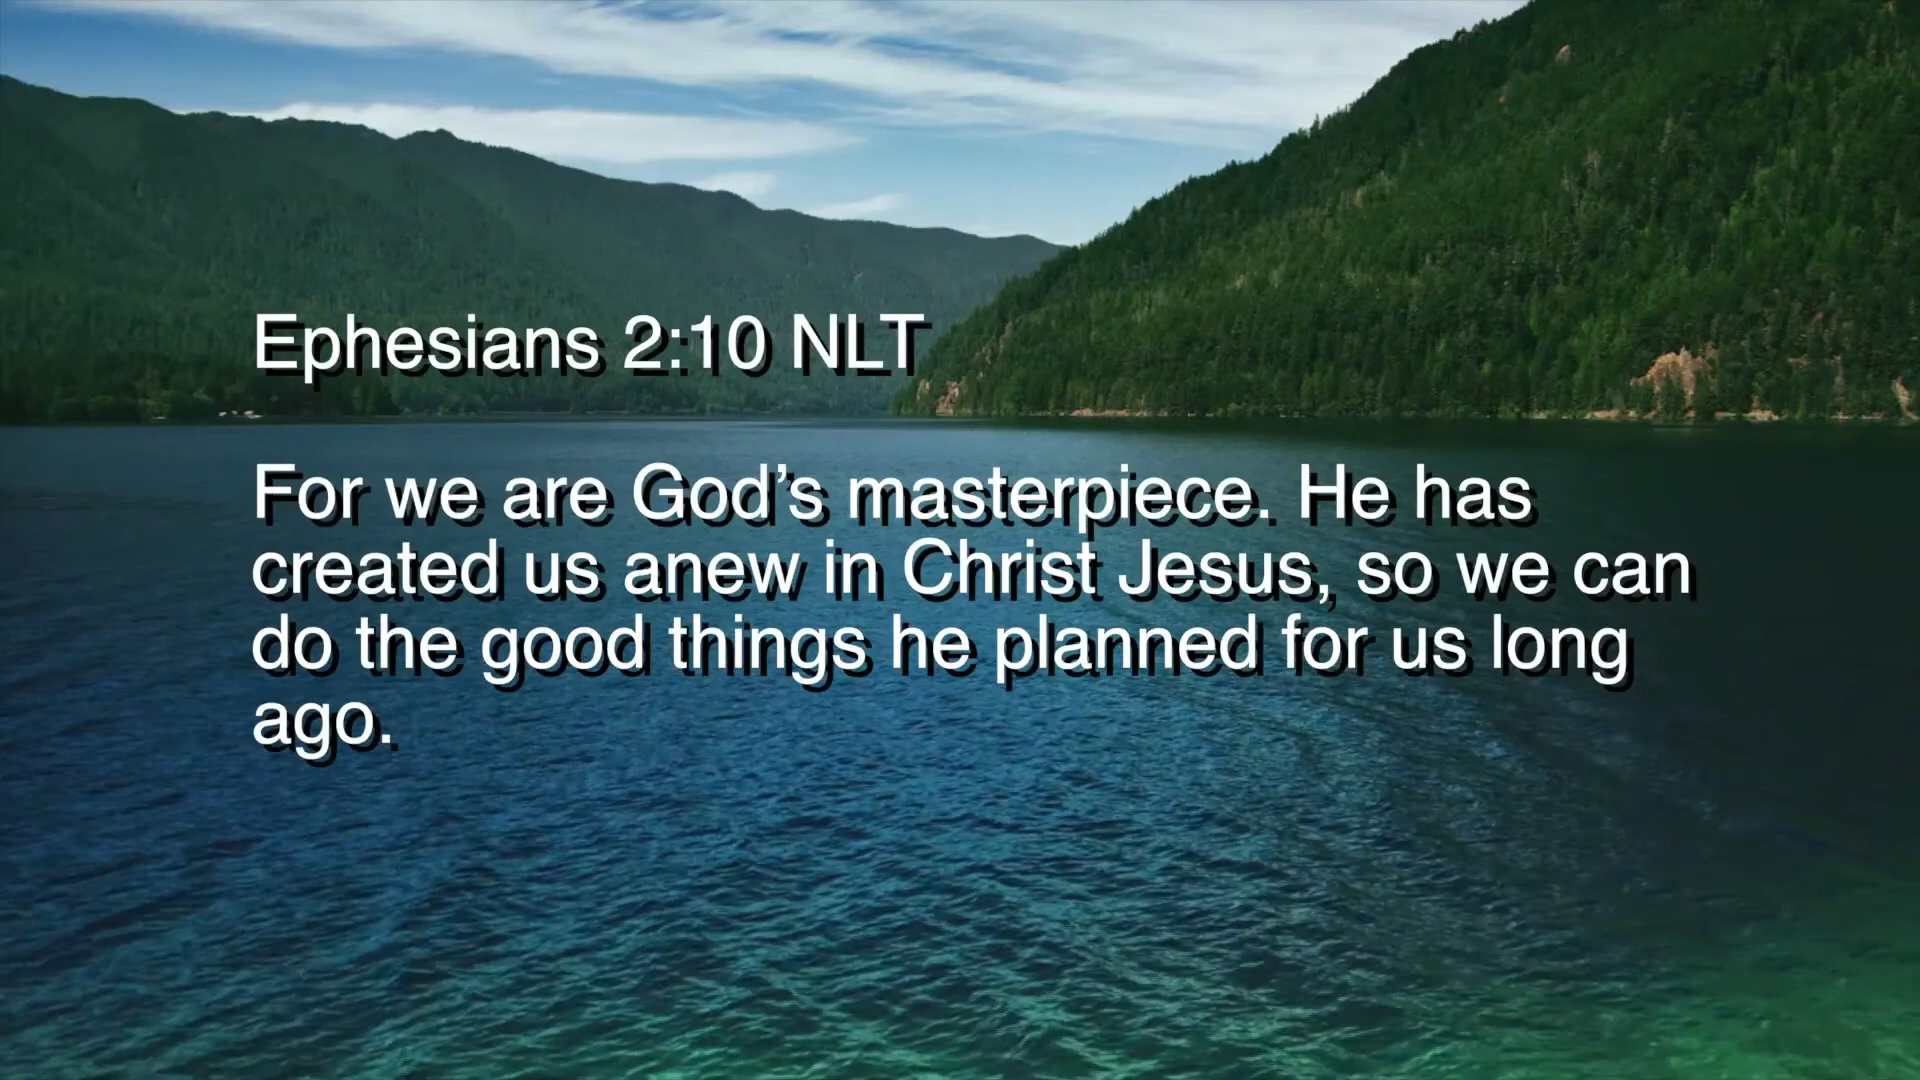 Ephesians 2:10 NLT
For we are God’s masterpiece. He has
created us anew in Christ Jesus, so we can
do the good things he planned for us long
ago.